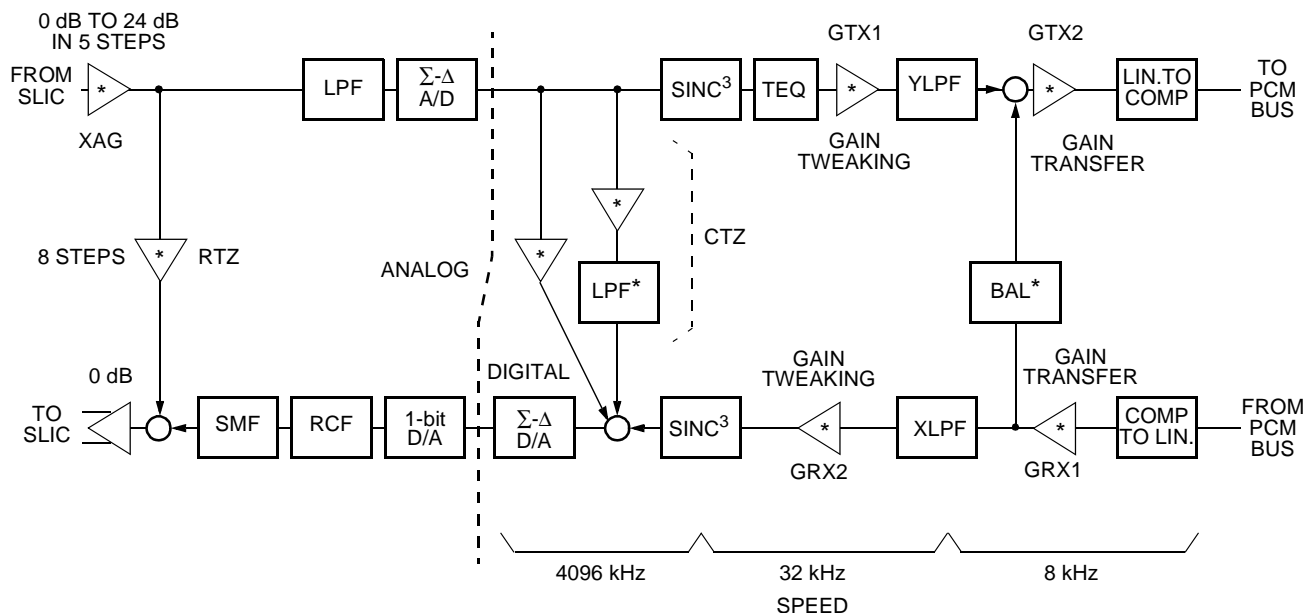 0 dB TO 24 dB
IN 5 STEPS
FROM
SLIC
*
XAG
LPF
Σ-Δ
A/D
SINC³
TEQ
GTX1
*
GAIN
TWEAKING
YLPF
GTX2
*
GAIN
TRANSFER
LIN.TO
COMP
TO
PCM
BUS
8 STEPS
*
RTZ
ANALOG
*
*
LPF*
CTZ
BAL*
DIGITAL
0 dB
TO
SLIC
SMF
RCF
1-bit
D/A
Σ-Δ
D/A
SINC³
GAIN
TWEAKING
*
GRX2
XLPF
GAIN
TRANSFER
*
GRX1
COMP
TO LIN.
FROM
PCM
BUS
4096 kHz
32 kHz
8 kHz
SPEED